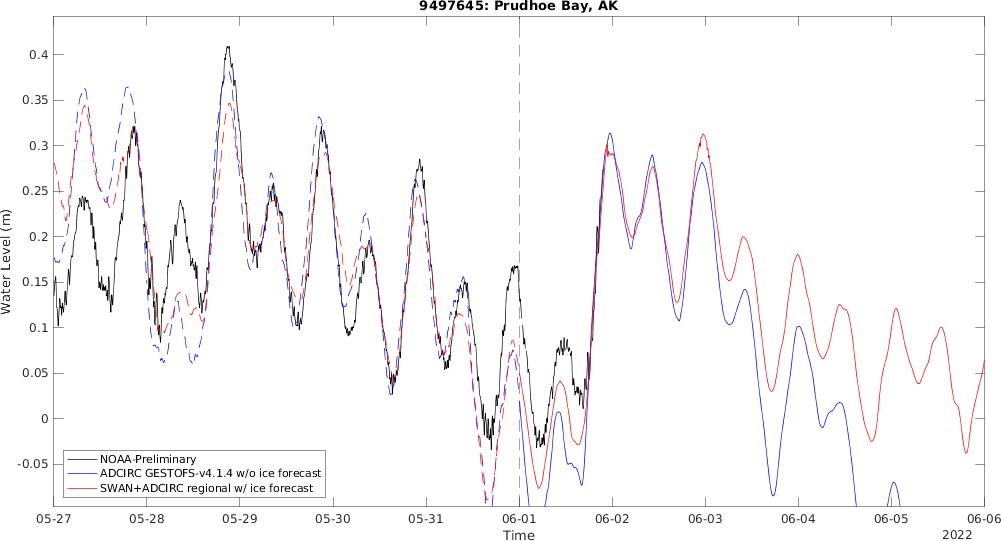 9497645: Prudhoe Bay, AK
Water Level (m)
0.4
0.35
0.3
0.25
0.2
0.15
0.1
0.05
0
-0.05
NOAA-Preliminary
ADCIRC GESTOFS-v4.1.4 w/o ice forecast
SWAN+ADCIRC regional w/ ice forecast
05-27 05-28 05-29 05-30 05-31 06-01 06-02 06-03 06-04 06-05 06-06
Time
2022